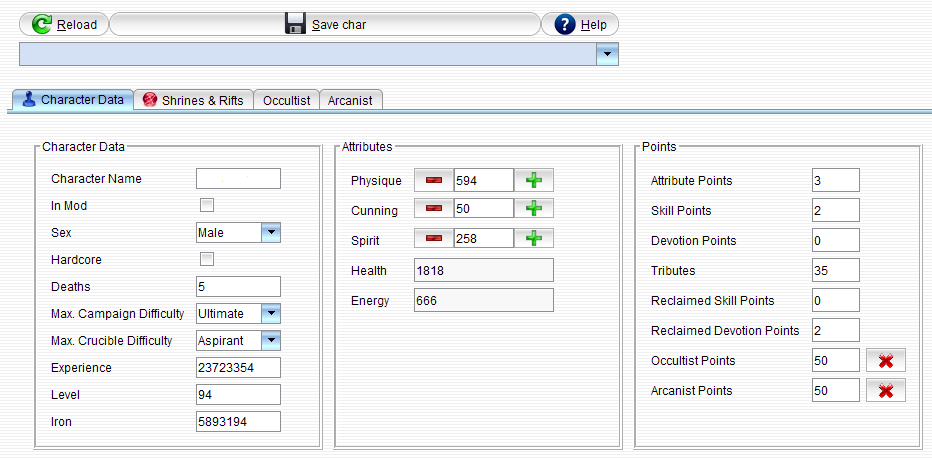 Reload Save char Help
Character Data Shrines & Rifts Occultist Arcanist
Character Data
Character Name
In Mod
Sex Male
Hardcore
Deaths 5
Max. Campaign Difficulty Ultimate
Max. Crucible Difficulty Aspirant
Experience 23723354
Level 94
Iron 5893194
Attributes
Physique 594
Cunning 50
Spirit 258
Health 1818
Energy 666
Points
Attribute Points 3
Skill Points 2
Devotion Points 0
Tributes 35
Reclaimed Skill Points 0
Reclaimed Devotion Points 2
Occultist Points 50
Arcanist Points 50